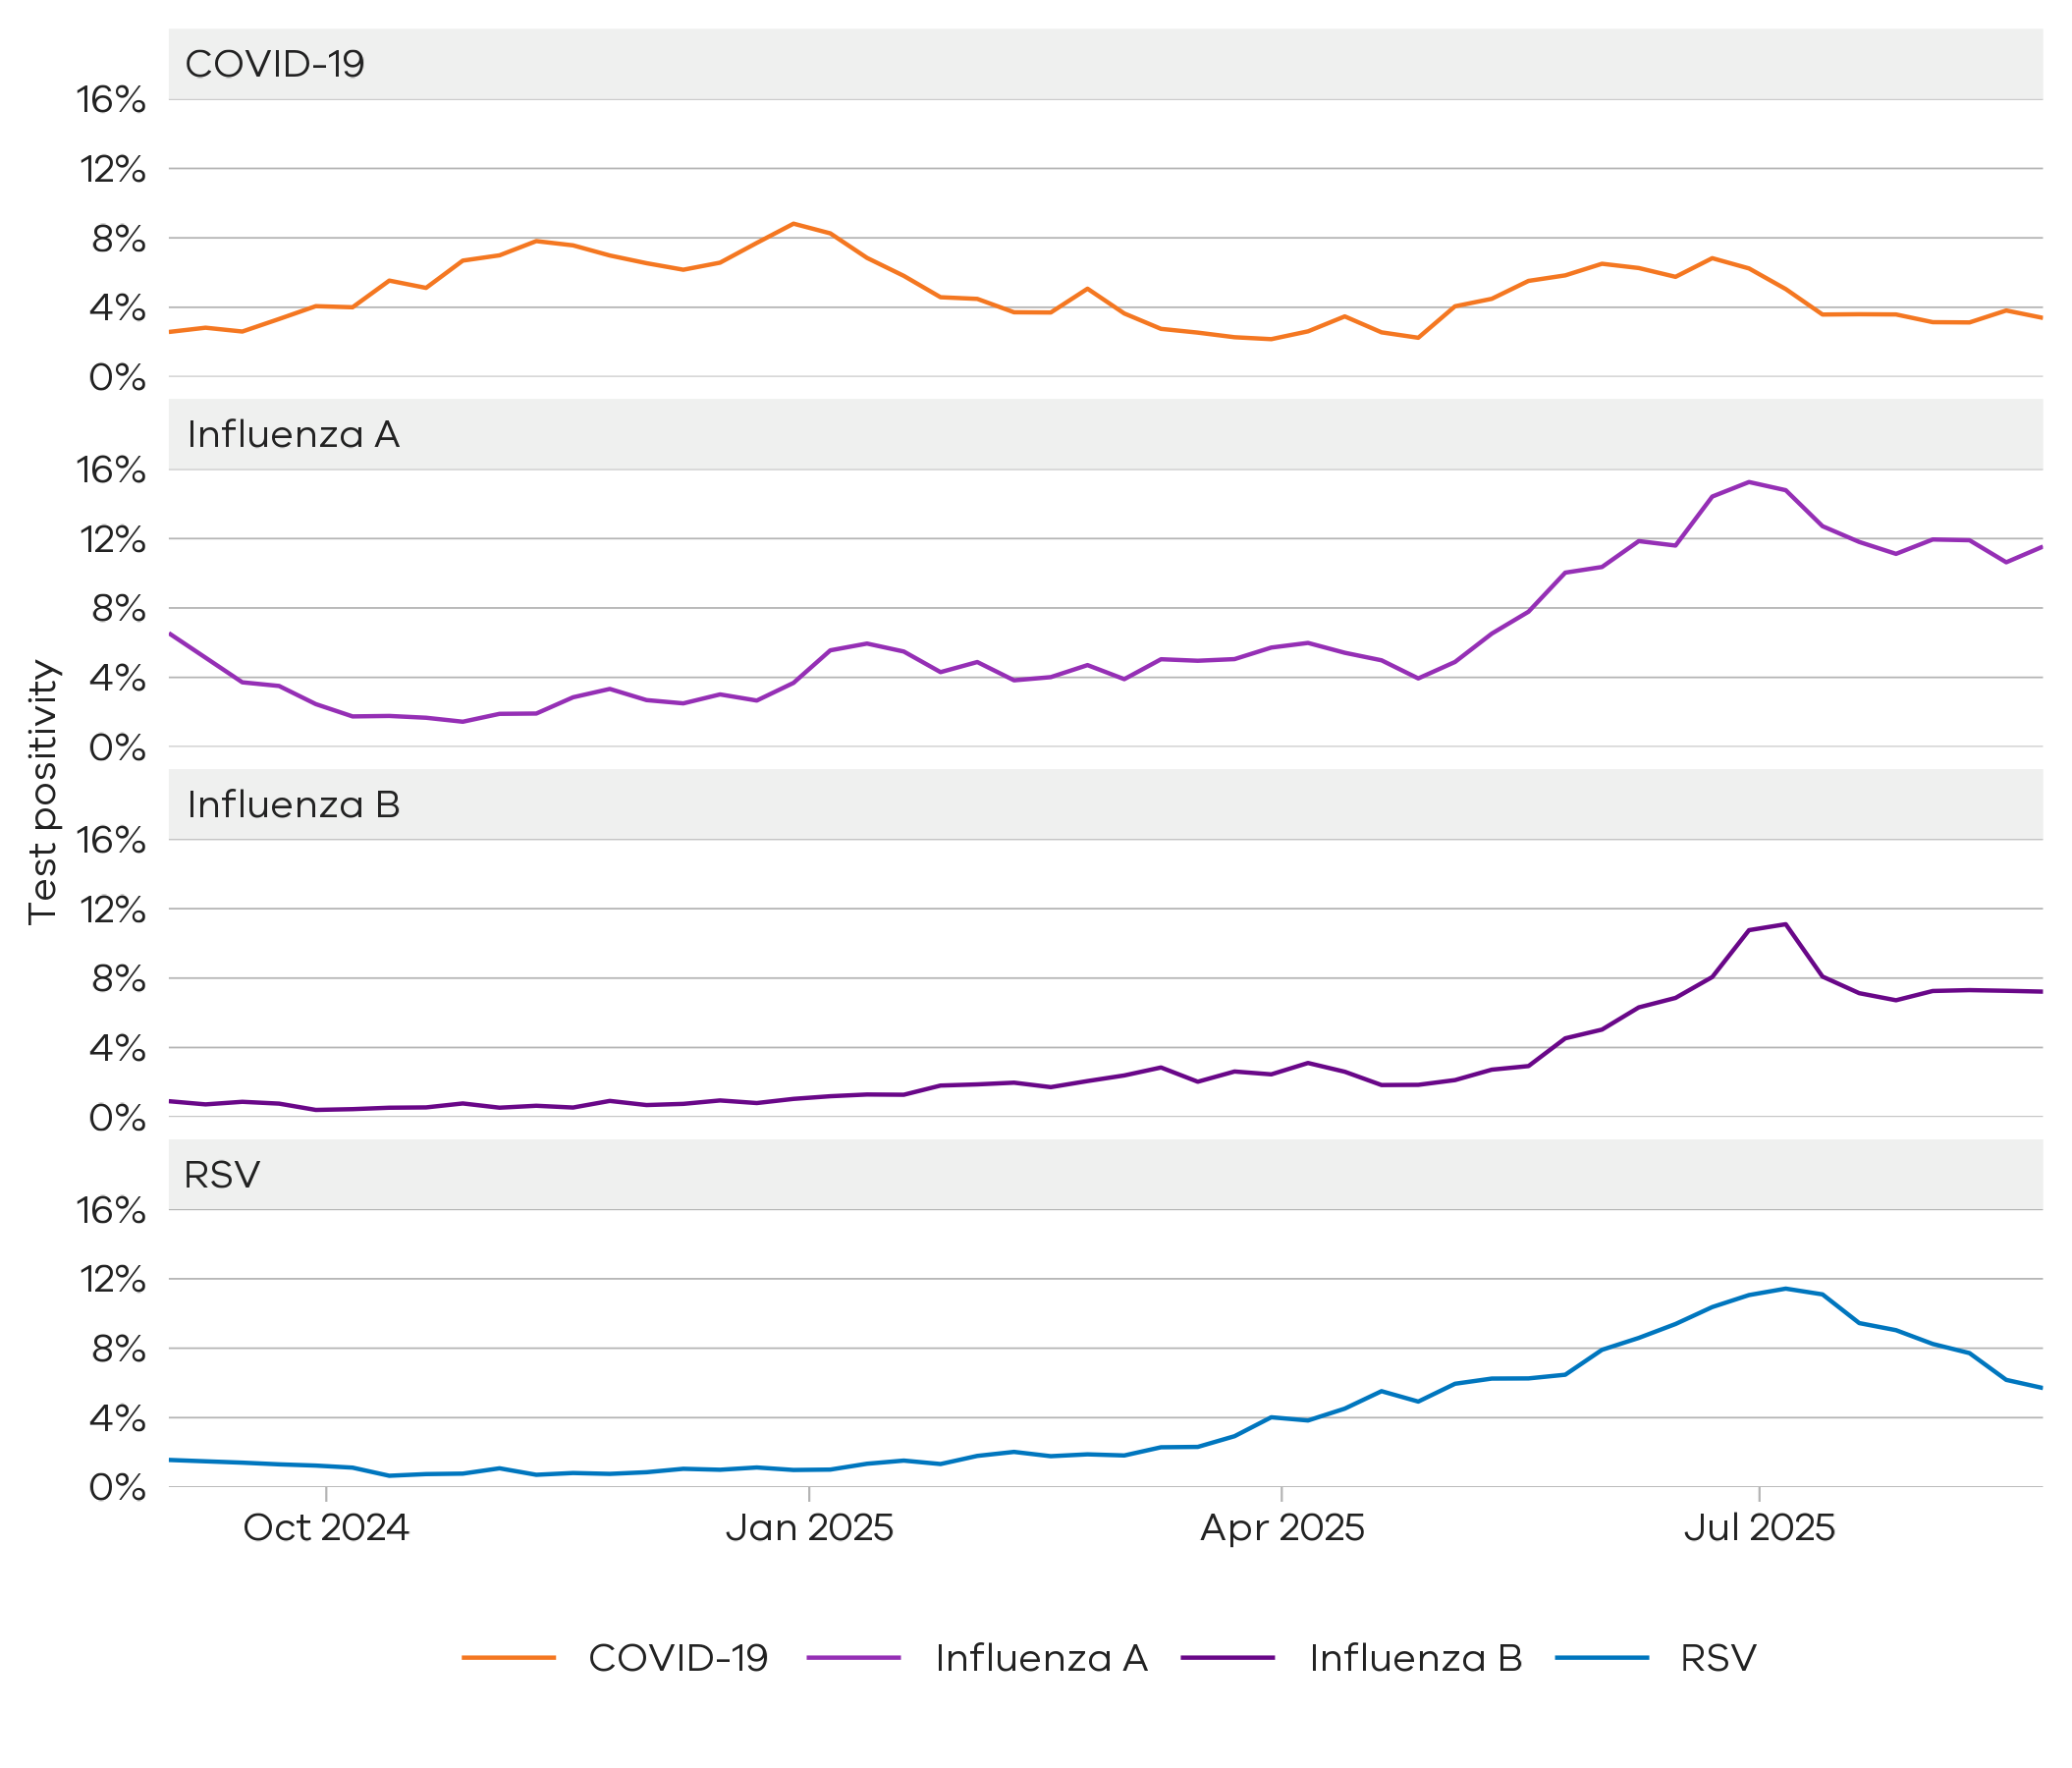 COVID-19
16%
12%
8%
4%
0%
Influenza A
16%
12%
8%
4%
0%
Test positivity
Influenza B
16%
12%
8%
4%
0%
RSV
16%
12%
8%
4%
0%
Oct 2024 Jan 2025 Apr 2025 Jul 2025
COVID-19 Influenza A Influenza B RSV